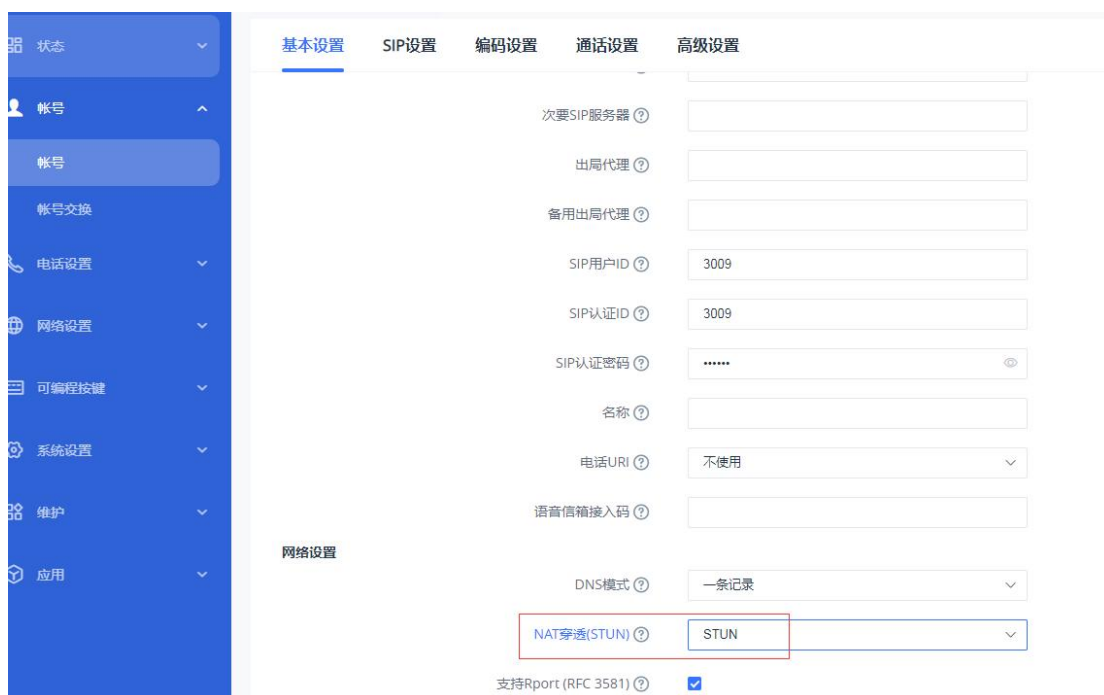 状态
帐号
帐号
帐号交换
电话设置
网络设置
可编程按键
系统设置
维护
应用
基本设置 SIP设置 编码设置 通话设置 高级设置
次要SIP服务器 ?
出局代理 ?
备用出局代理 ?
SIP用户ID ? 3009
SIP认证ID ? 3009
SIP认证密码 ? ••••••
名称 ?
电话URI ? 不使用
语音信箱接入码 ?
网络设置
DNS模式 ? 一条记录
NAT穿透(STUN) ? STUN
支持Rport (RFC 3581) ?